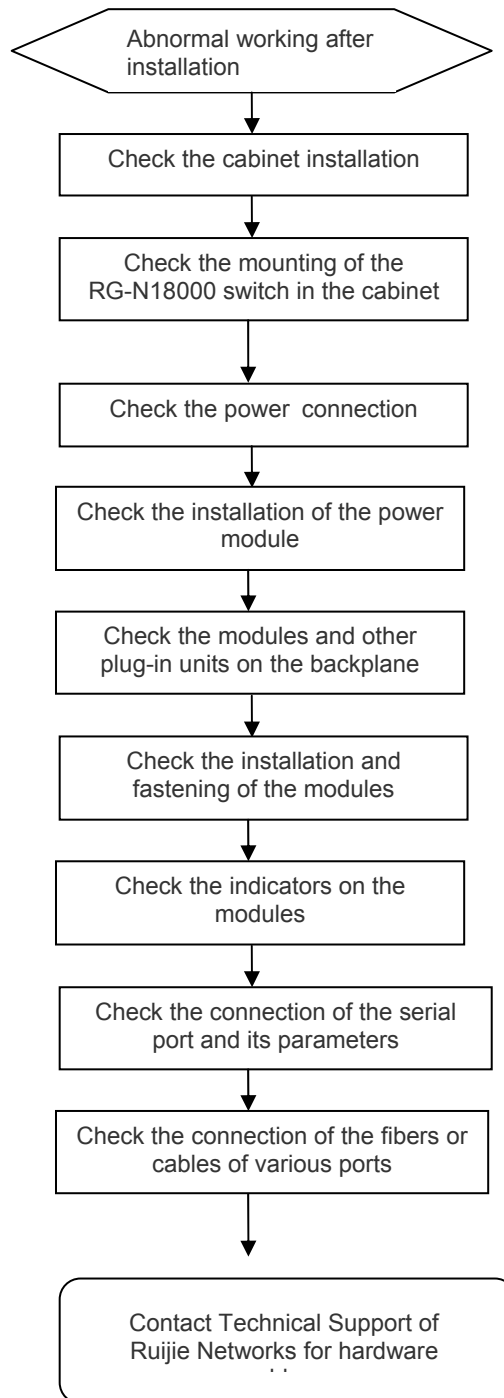 Abnormal working after
installation
Check the cabinet installation
Check the mounting of the
RG-N18000 switch in the cabinet
Check the power connection
Check the installation of the power
module
Check the modules and other
plug-in units on the backplane
Check the installation and
fastening of the modules
Check the indicators on the
modules
Check the connection of the serial
port and its parameters
Check the connection of the fibers or
cables of various ports
Contact Technical Support of
Ruijie Networks for hardware